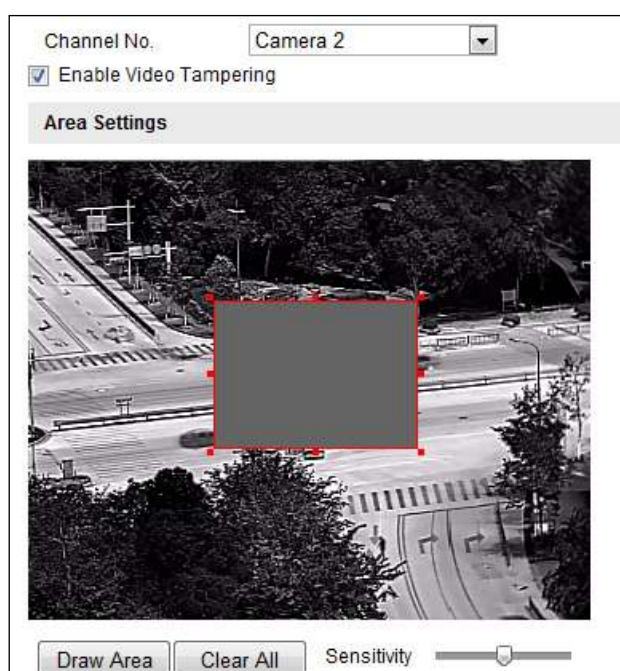 Channel No. Camera 2
Enable Video Tampering
Area Settings
Draw Area Clear All Sensitivity